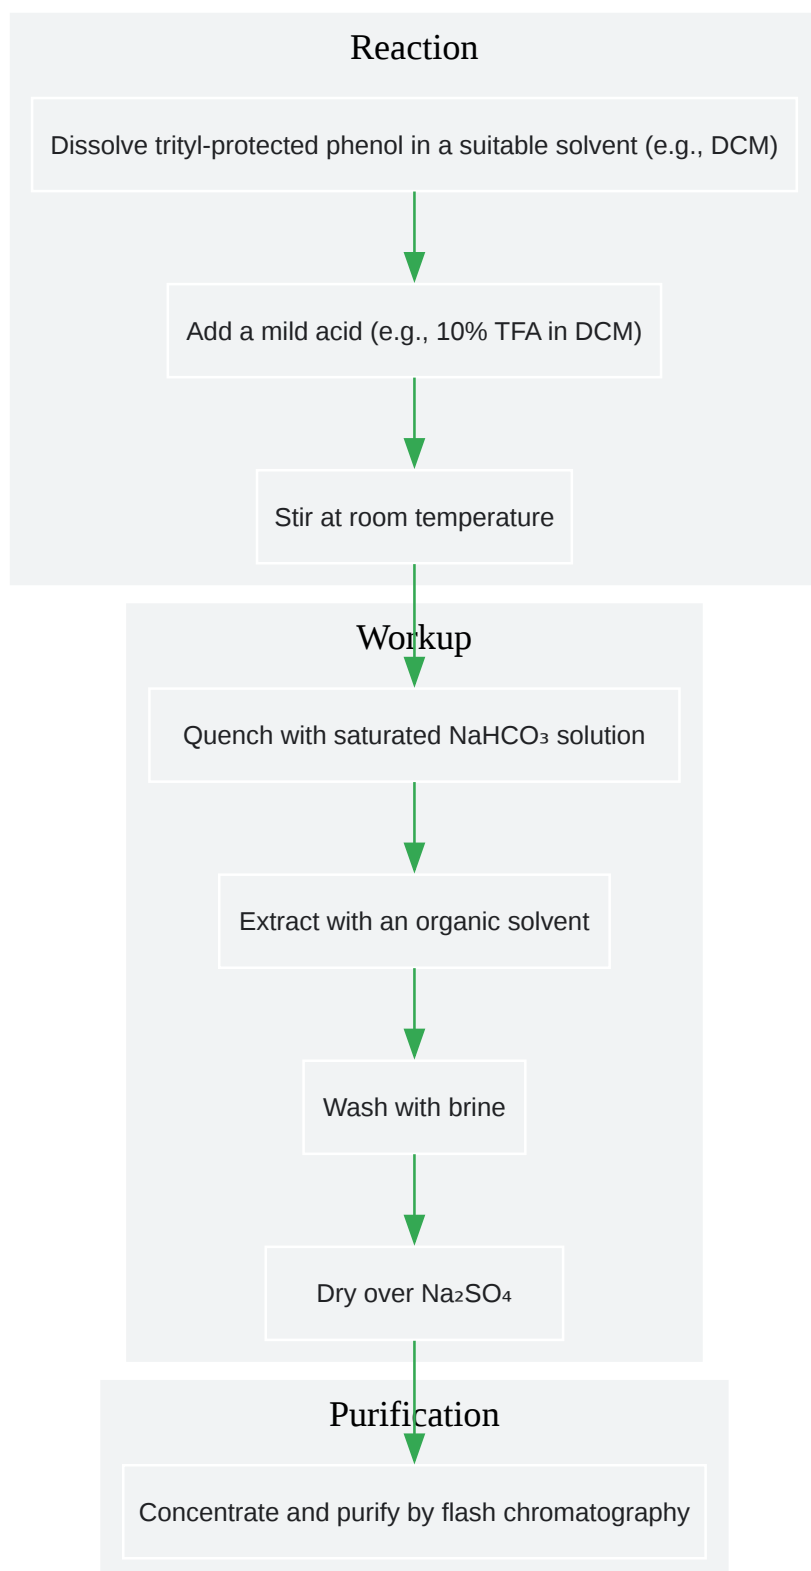 Reaction
Dissolve trityl-protected phenol in a suitable solvent (e.g., DCM)
Add a mild acid (e.g., 10% TFA in DCM)
Stir at room temperature
Workup
Quench with saturated NaHCO₃ solution
Extract with an organic solvent
Wash with brine
Dry over Na₂SO₄
Purification
Concentrate and purify by flash chromatography